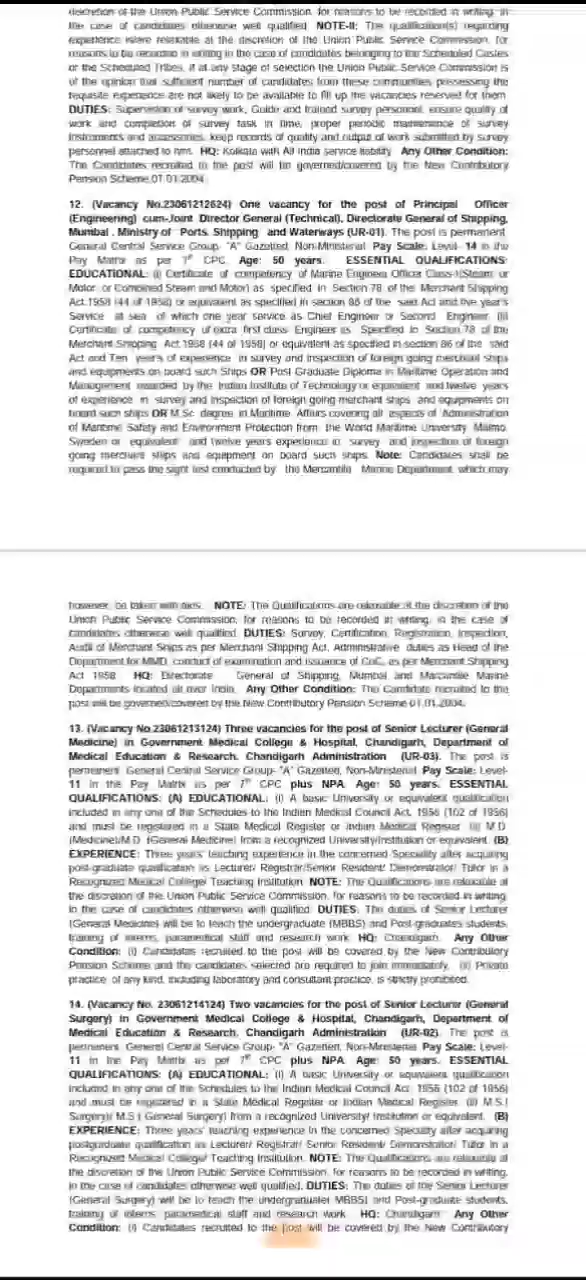 discretion of the Union Public Service Commission, for reasons to be recorded in writing, in
the case of candidates otherwise well qualified. NOTE-II: The qualification(s) regarding
experience is/are relaxable at the discretion of the Union Public Service Commission, for
reasons to be recorded in writing in the case of candidates belonging to the Scheduled Castes
or the Scheduled Tribes, if at any stage of selection the Union Public Service Commission is
of the opinion that sufficient number of candidates from these communities possessing the
requisite experience are not likely to be available to fill up the vacancies reserved for them.
DUTIES: Supervision of survey work, Guide and trained survey personnel, ensure quality of
work and completion of survey task in time, proper periodic maintenance of survey
instruments and accessories, keep records of quality and output of work submitted by survey
personnel attached to him. HQ: Kolkata with All India service liability. Any Other Condition:
The Candidates recruited to the post will be governed/covered by the New Contributory
Pension Scheme 01.01.2004.
12. (Vacancy No.23061212624) One vacancy for the post of Principal Officer
(Engineering) cum-Joint Director General (Technical), Directorate General of Shipping,
Mumbai , Ministry of Ports, Shipping and Waterways (UR-01). The post is permanent.
General Central Service Group "A" Gazetted, Non-Ministerial. Pay Scale: Level- 14 in the
Pay Matrix as per 7th CPC. Age: 50 years. ESSENTIAL QUALIFICATIONS:
EDUCATIONAL: (i) Certificate of competency of Marine Engineer Officer Class-I(Steam or
Motor or Combined Steam and Motor) as specified in Section 78 of the Merchant Shipping
Act,1958 (44 of 1958) or equivalent as specified in section 86 of the said Act and five year's
Service at sea of which one year service as Chief Engineer or Second Engineer. (ii)
Certificate of competency of extra first class Engineer as Specified in Section 78 of the
Merchant Shipping Act,1958 (44 of 1958) or equivalent as specified in section 86 of the said
Act and Ten year's of experience in survey and inspection of foreign going merchant ships
and equipments on board such Ships OR Post Graduate Diploma in Maritime Operation and
Management awarded by the Indian Institute of Technology or equivalent and twelve years
of experience in survey and inspection of foreign going merchant ships and equipments on
board such ships OR M.Sc. degree in Maritime Affairs covering all aspects of Administration
of Maritime Safety and Environment Protection from the World Maritime University Malmo,
Sweden or equivalent and twelve years experience in survey and inspection of foreign
going merchant ships and equipment on board such ships. Note: Candidates shall be
required to pass the sight test conducted by the Mercantile Marine Department, which may
however, be taken with aids. NOTE: The Qualifications are relaxable at the discretion of the
Union Public Service Commission, for reasons to be recorded in writing, in the case of
candidates otherwise well qualified. DUTIES: Survey, Certification, Registration, Inspection,
Audit of Merchant Ships as per Merchant Shipping Act, Administrative duties as Head of the
Department for MMD, conduct of examination and issuance of CoC, as per Merchant Shipping
Act 1958 HQ: Directorate General of Shipping, Mumbai and Mercantile Marine
Departments located all over India. Any Other Condition: The Candidate recruited to the
post will be governed/covered by the New Contributory Pension Scheme 01.01.2004.
13. (Vacancy No.23061213124) Three vacancies for the post of Senior Lecturer (General
Medicine) in Government Medical College & Hospital, Chandigarh, Department of
Medical Education & Research, Chandigarh Administration (UR-03). The post is
permanent. General Central Service Group- "A" Gazetted, Non-Ministerial. Pay Scale: Level-
11 in the Pay Matrix as per 7th CPC plus NPA. Age: 50 years. ESSENTIAL
QUALIFICATIONS: (A) EDUCATIONAL: (i) A basic University or equivalent qualification
included in any one of the Schedules to the Indian Medical Council Act, 1956 (102 of 1956)
and must be registered in a State Medical Register or Indian Medical Register. (ii) M.D.
(Medicine)/M.D. (General Medicine) from a recognized University/Institution or equivalent. (B)
EXPERIENCE: Three years' teaching experience in the concerned Speciality after acquiring
post-graduate qualification as Lecturer/ Registrar/Senior Resident/ Demonstrator/ Tutor in a
Recognized Medical College/ Teaching Institution. NOTE: The Qualifications are relaxable at
the discretion of the Union Public Service Commission, for reasons to be recorded in writing,
in the case of candidates otherwise well qualified. DUTIES: The duties of Senior Lecturer
(General Medicine) will be to teach the undergraduate (MBBS) and Post-graduates students,
training of interns, paramedical staff and research work. HQ: Chandigarh. Any Other
Condition: (i) Candidates recruited to the post will be covered by the New Contributory
Pension Scheme and the candidates selected are required to join immediately. (ii) Private
practice of any kind, including laboratory and consultant practice, is strictly prohibited.
14. (Vacancy No. 23061214124) Two vacancies for the post of Senior Lecturer (General
Surgery) in Government Medical College & Hospital, Chandigarh, Department of
Medical Education & Research, Chandigarh Administration (UR-02). The post is
permanent. General Central Service Group- "A" Gazetted, Non-Ministerial. Pay Scale: Level-
11 in the Pay Matrix as per 7th CPC plus NPA. Age: 50 years. ESSENTIAL
QUALIFICATIONS: (A) EDUCATIONAL: (i) A basic University or equivalent qualification
included in any one of the Schedules to the Indian Medical Council Act, 1956 (102 of 1956)
and must be registered in a State Medical Register or Indian Medical Register. (ii) M.S.(
Surgery)/ M.S.( General Surgery) from a recognized University/ Institution or equivalent. (B)
EXPERIENCE: Three years' teaching experience in the concerned Speciality after acquiring
postgraduate qualification as Lecturer/ Registrar/ Senior Resident/ Demonstrator/ Tutor in a
Recognized Medical College/ Teaching Institution. NOTE: The Qualifications are relaxable at
the discretion of the Union Public Service Commission, for reasons to be recorded in writing,
in the case of candidates otherwise well qualified. DUTIES: The duties of the Senior Lecturer
(General Surgery) will be to teach the undergraduate( MBBS) and Post-graduate students,
training of interns, paramedical staff and research work. HQ: Chandigarh. Any Other
Condition: (i) Candidates recruited to the post will be covered by the New Contributory